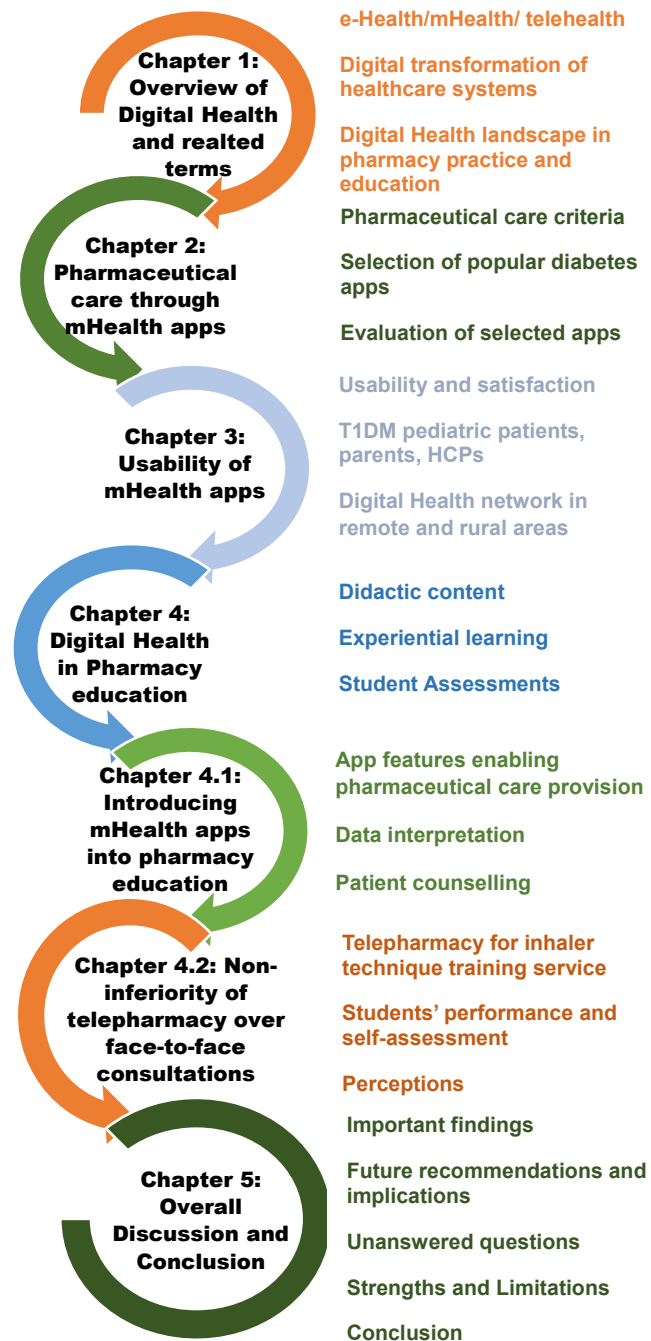 Chapter 1:
Overview of
Digital Health
and realted
terms
e-Health/mHealth/ telehealth
Digital transformation of
healthcare systems
Digital Health landscape in
pharmacy practice and
education
Chapter 2:
Pharmaceutical
care through
mHealth apps
Pharmaceutical care criteria
Selection of popular diabetes
apps
Evaluation of selected apps
Chapter 3:
Usability of
mHealth apps
Usability and satisfaction
T1DM pediatric patients,
parents, HCPs
Digital Health network in
remote and rural areas
Chapter 4:
Digital Health
in Pharmacy
education
Didactic content
Experiential learning
Student Assessments
Chapter 4.1:
Introducing
mHealth apps
into pharmacy
education
App features enabling
pharmaceutical care provision
Data interpretation
Patient counselling
Chapter 4.2: Non-
inferiority of
telepharmacy over
face-to-face
consultations
Telepharmacy for inhaler
technique training service
Students' performance and
self-assessment
Perceptions
Chapter 5:
Overall
Discussion and
Conclusion
Important findings
Future recommendations and
implications
Unanswered questions
Strengths and Limitations
Conclusion